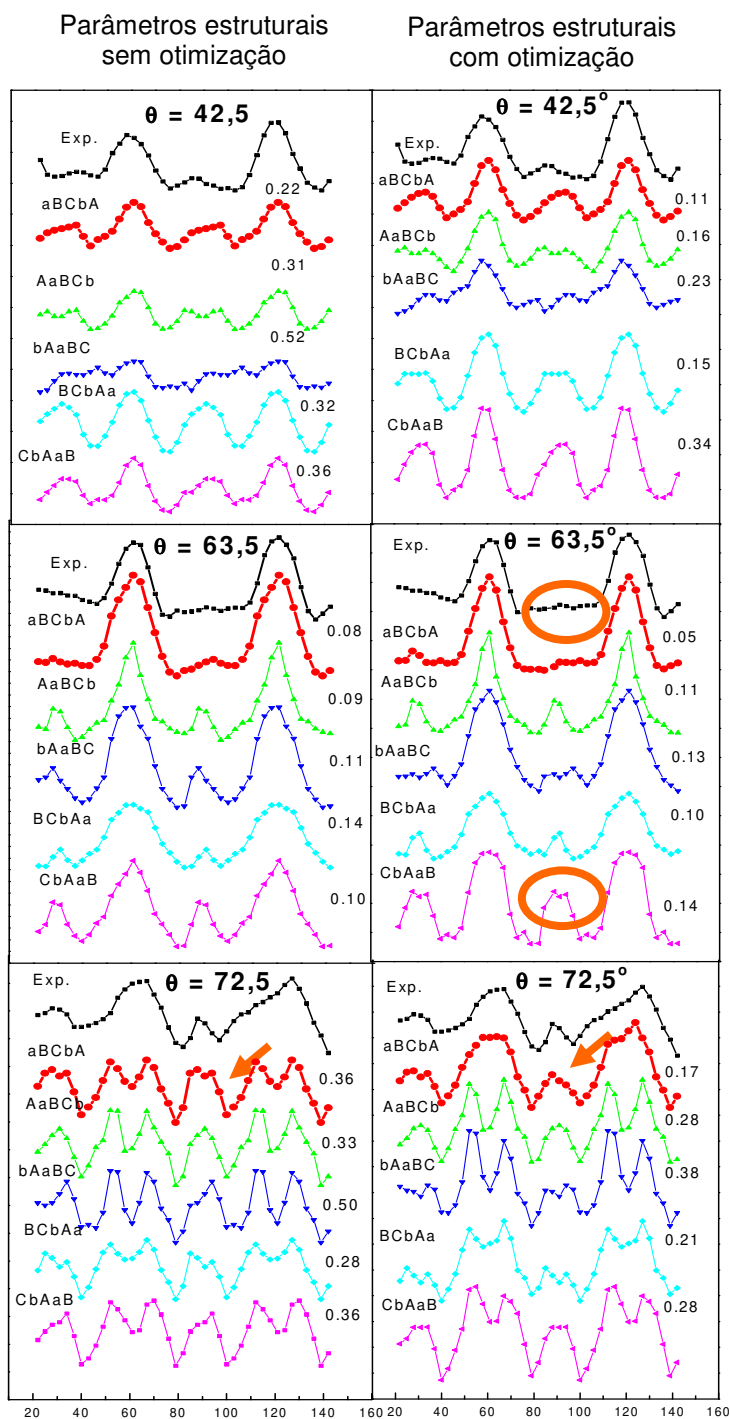 Parâmetros estruturais
sem otimização
Parâmetros estruturais
com otimização
θ = 42,5
Exp.
0.22
aBCbA
0.31
AaBCb
0.52
bAaBC
BCbAa
0.32
CbAaB
0.36
θ = 42,5°
Exp.
aBCbA
0.11
AaBCb
0.16
bAaBC
0.23
BCbAa
0.15
CbAaB
0.34
θ = 63,5
Exp.
aBCbA
0.08
AaBCb
0.09
bAaBC
0.11
BCbAa
0.14
CbAaB
0.10
θ = 63,5°
Exp.
aBCbA
0.05
AaBCb
0.11
bAaBC
0.13
BCbAa
0.10
CbAaB
0.14
θ = 72,5
Exp.
aBCbA
0.36
AaBCb
0.33
bAaBC
0.50
BCbAa
0.28
CbAaB
0.36
θ = 72,5°
Exp.
aBCbA
0.17
AaBCb
0.28
bAaBC
0.38
BCbAa
0.21
CbAaB
0.28
20 40 60 80 100 120 140 160
20 40 60 80 100 120 140 160